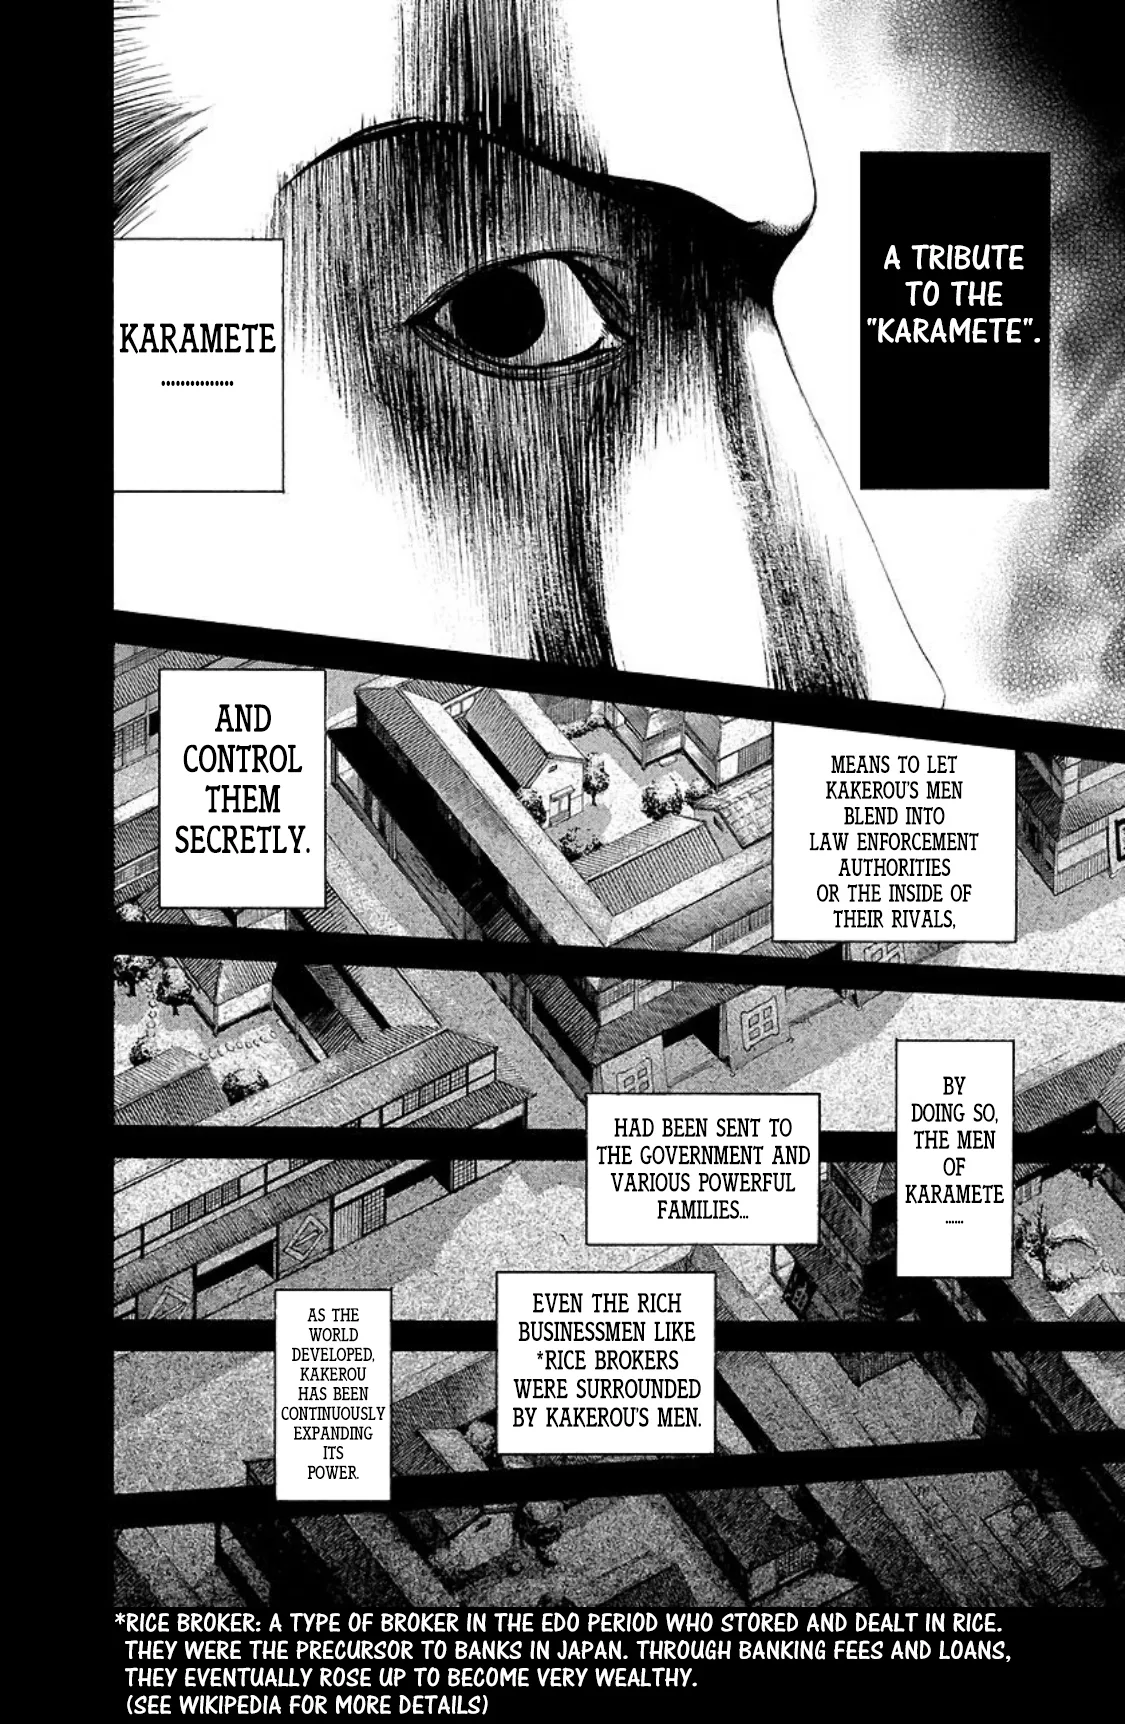 A TRIBUTE
TO THE
"KARAMETE".
KARAMETE
...............
MEANS TO LET
KAKEROU'S MEN
BLEND INTO
LAW ENFORCEMENT
AUTHORITIES
OR THE INSIDE OF
THEIR RIVALS,
AND
CONTROL
THEM
SECRETLY.
BY
DOING SO,
THE MEN
OF
KARAMETE
......
HAD BEEN SENT TO
THE GOVERNMENT AND
VARIOUS POWERFUL
FAMILIES...
EVEN THE RICH
BUSINESSMEN LIKE
*RICE BROKERS
WERE SURROUNDED
BY KAKEROU'S MEN.
AS THE
WORLD
DEVELOPED,
KAKEROU
HAS BEEN
CONTINUOUSLY
EXPANDING
ITS
POWER.
*RICE BROKER: A TYPE OF BROKER IN THE EDO PERIOD WHO STORED AND DEALT IN RICE.
THEY WERE THE PRECURSOR TO BANKS IN JAPAN. THROUGH BANKING FEES AND LOANS,
THEY EVENTUALLY ROSE UP TO BECOME VERY WEALTHY.
(SEE WIKIPEDIA FOR MORE DETAILS)